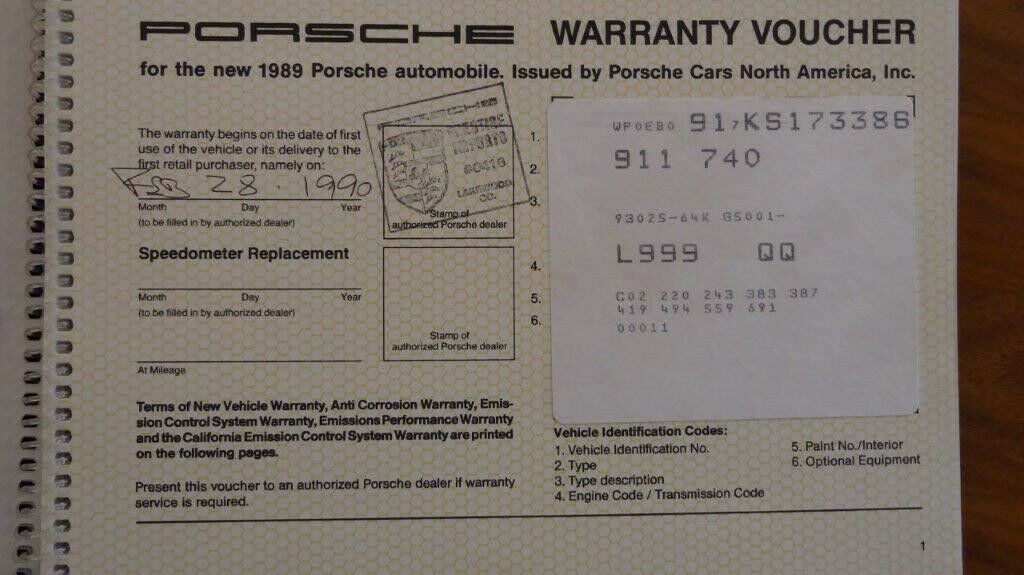 PORSCHE WARRANTY VOUCHER
for the new 1989 Porsche automobile. Issued by Porsche Cars North America, Inc.
The warranty begins on the date of first
use of the vehicle or its delivery to the
first retail purchaser, namely on:
FEB 28. 1990
Month Day Year
(to be filled in by authorized dealer)
PORSCHE
PRESTIGE
IMPORTS
80215
LAKEWOOD
CO.
Stamp of
authorized Porsche dealer
Speedometer Replacement
Month Day Year
(to be filled in by authorized dealer)
At Mileage
Stamp of
authorized Porsche dealer
1.
2.
3.
4.
5.
6.
WP0EB0 917KS173386
911 740
93025-64K G5001-
L999 QQ
C02 220 243 383 387
419 494 559 691
00011
Terms of New Vehicle Warranty, Anti Corrosion Warranty, Emis-
sion Control System Warranty, Emissions Performance Warranty
and the California Emission Control System Warranty are printed
on the following pages.
Present this voucher to an authorized Porsche dealer if warranty
service is required.
Vehicle Identification Codes:
1. Vehicle Identification No.
2. Type
3. Type description
4. Engine Code / Transmission Code
5. Paint No./Interior
6. Optional Equipment
1